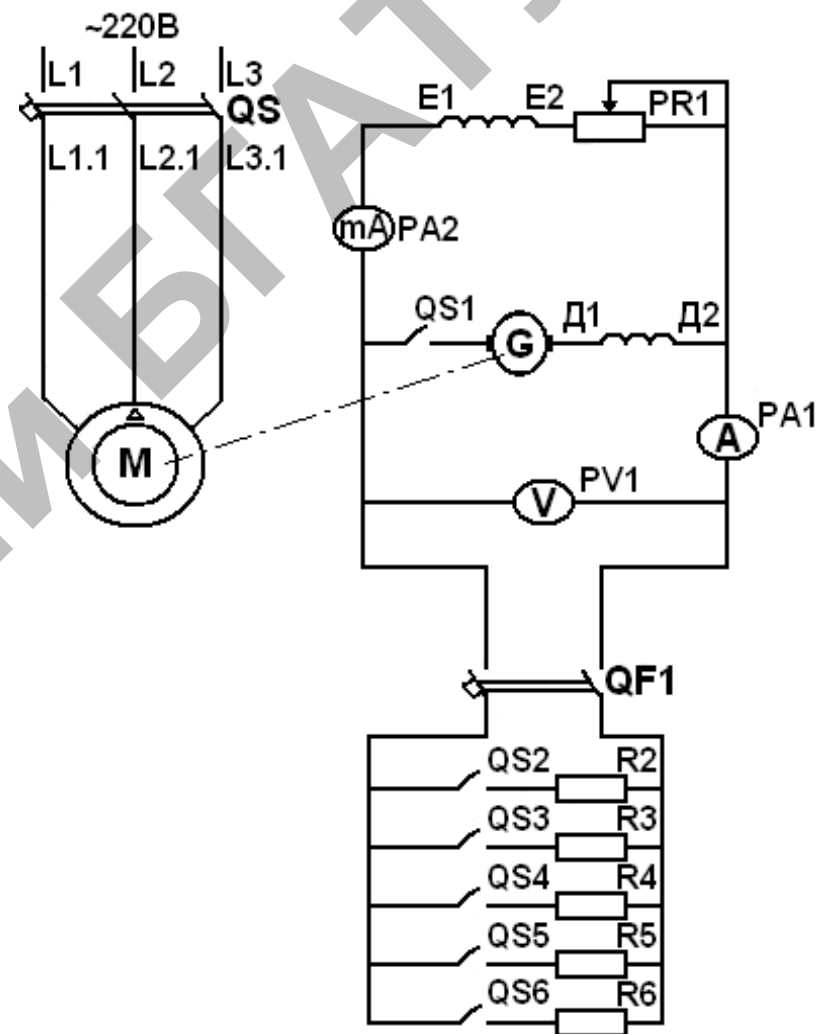 ~220В
L1 L2 L3
QS
L1.1 L2.1 L3.1
E1 E2 PR1
mA PA2
QS1 G Д1 Д2
A PA1
M
V PV1
QF1
QS2 R2
QS3 R3
QS4 R4
QS5 R5
QS6 R6
БГАТУ